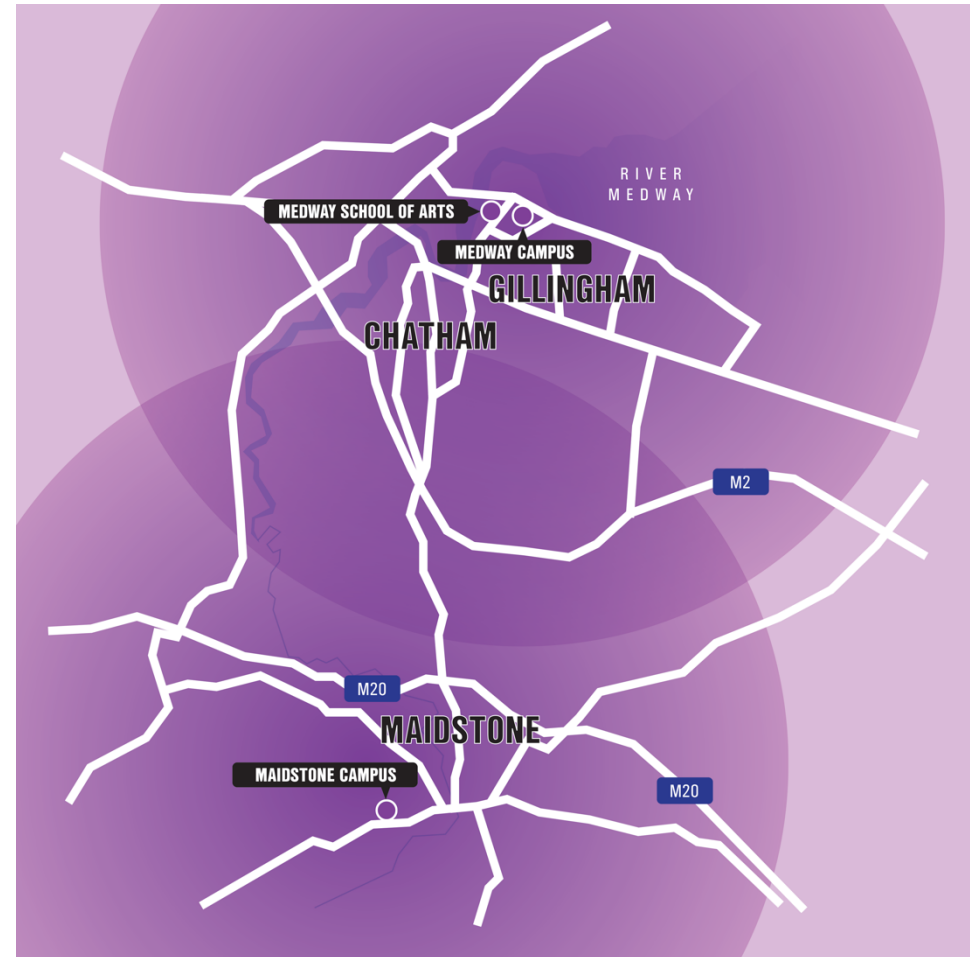 RIVER
MEDWAY
MEDWAY SCHOOL OF ARTS
MEDWAY CAMPUS
GILLINGHAM
CHATHAM
M2
M20
MAIDSTONE
MAIDSTONE CAMPUS
M20